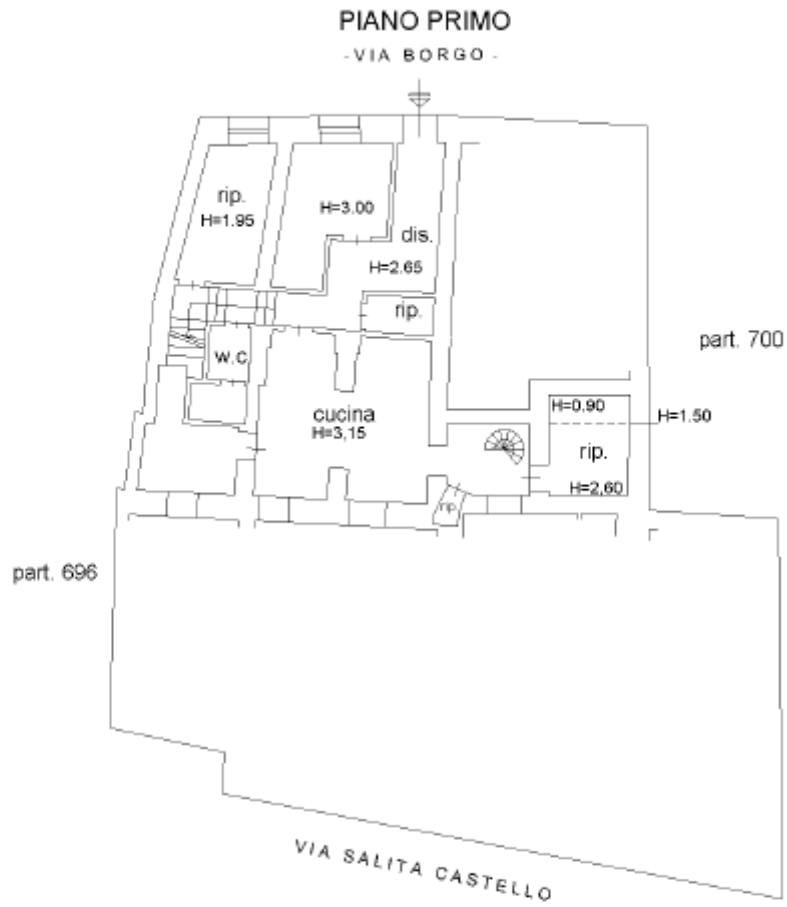 PIANO PRIMO
- VIA BORGO -
rip.
H=1.95
H=3.00
dis.
H=2.65
rip.
part. 700
W.C.
cucina
H=3,15
H=0.90
H=1.50
rip.
H=2,60
rip.
part. 696
VIA SALITA CASTELLO